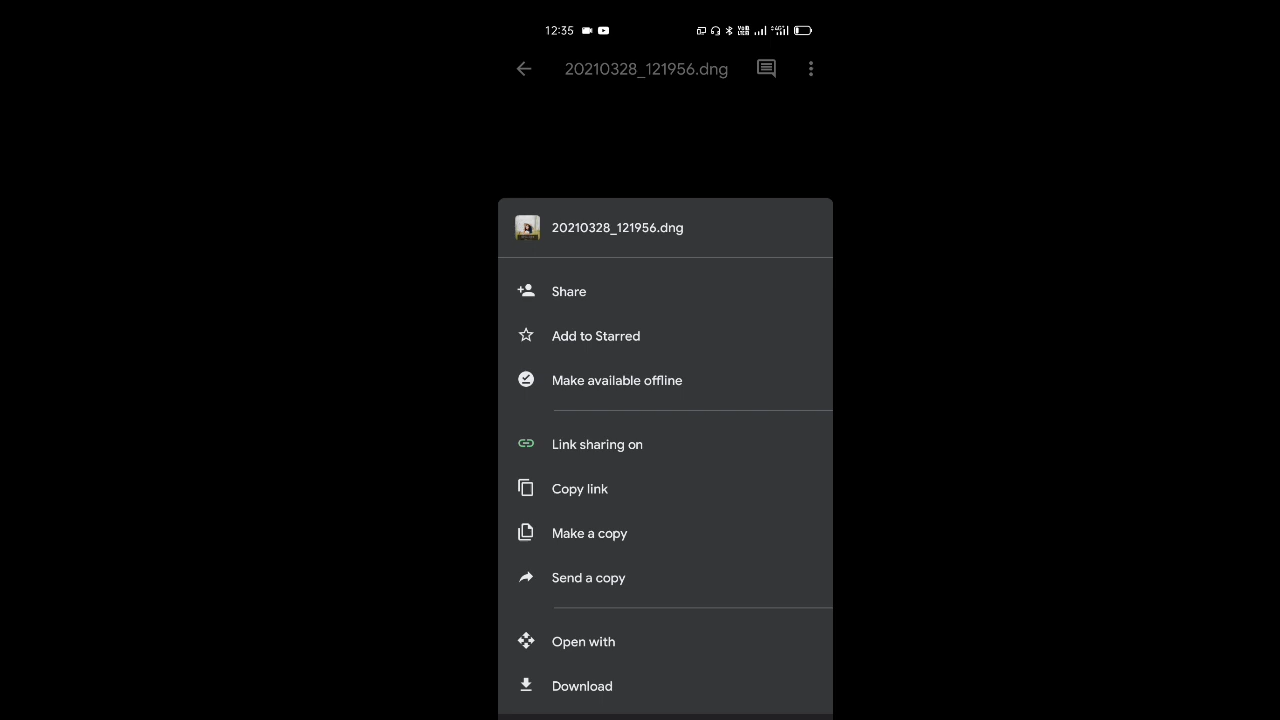 12:35
20210328_121956.dng
20210328_121956.dng
Share
Add to Starred
Make available offline
Link sharing on
Copy link
Make a copy
Send a copy
Open with
Download